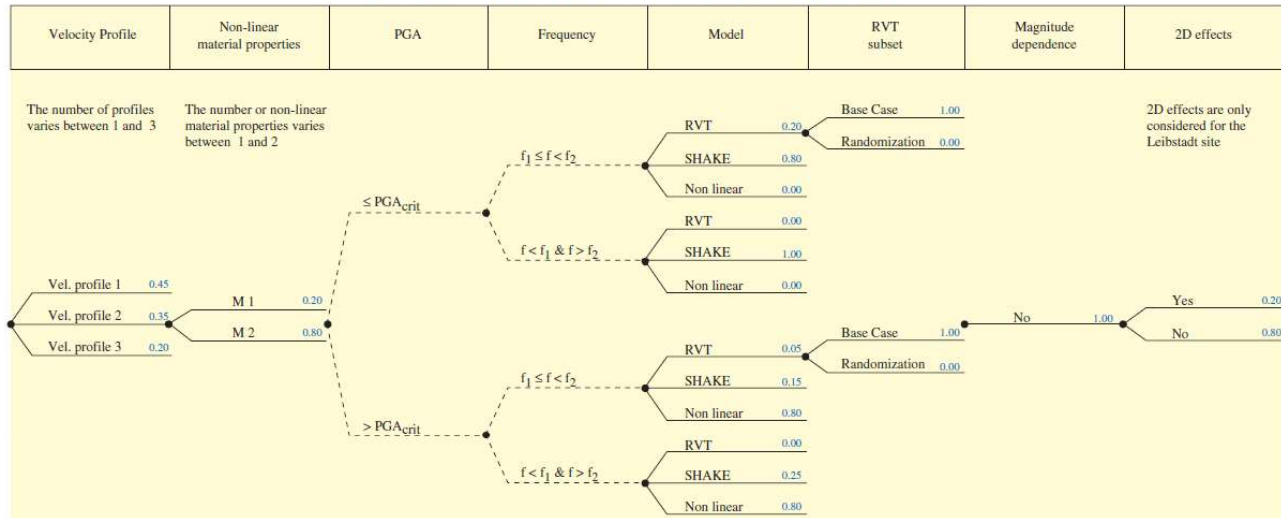 Velocity Profile
Non-linear
material properties
PGA
Frequency
Model
RVT
subset
Magnitude
dependence
2D effects
The number of profiles
varies between 1 and 3
The number or non-linear
material properties varies
between 1 and 2
2D effects are only
considered for the
Leibstadt site
Vel. profile 1 0.45
Vel. profile 2 0.35
Vel. profile 3 0.20
M 1 0.20
M 2 0.80
≤ PGAcrit
f1 ≤ f < f2
RVT 0.20
SHAKE 0.80
Non linear 0.00
Base Case 1.00
Randomization 0.00
f < f1 & f > f2
RVT 0.00
SHAKE 1.00
Non linear 0.00
> PGAcrit
f1 ≤ f < f2
RVT 0.05
SHAKE 0.15
Non linear 0.80
Base Case 1.00
Randomization 0.00
f < f1 & f > f2
RVT 0.00
SHAKE 0.25
Non linear 0.80
No 1.00
Yes 0.20
No 0.80